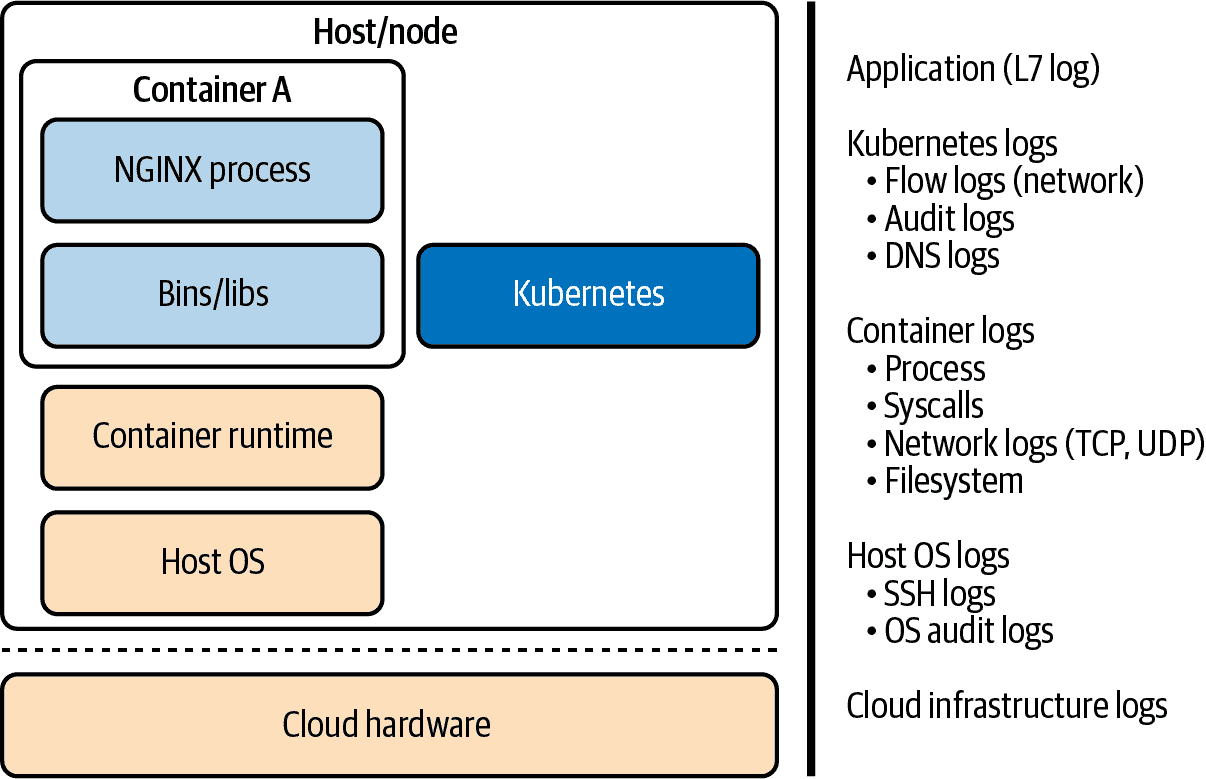 Host/node
Container A
NGINX process
Bins/libs
Kubernetes
Container runtime
Host OS
Cloud hardware
Application (L7 log)
Kubernetes logs
• Flow logs (network)
• Audit logs
• DNS logs
Container logs
• Process
• Syscalls
• Network logs (TCP, UDP)
• Filesystem
Host OS logs
• SSH logs
• OS audit logs
Cloud infrastructure logs